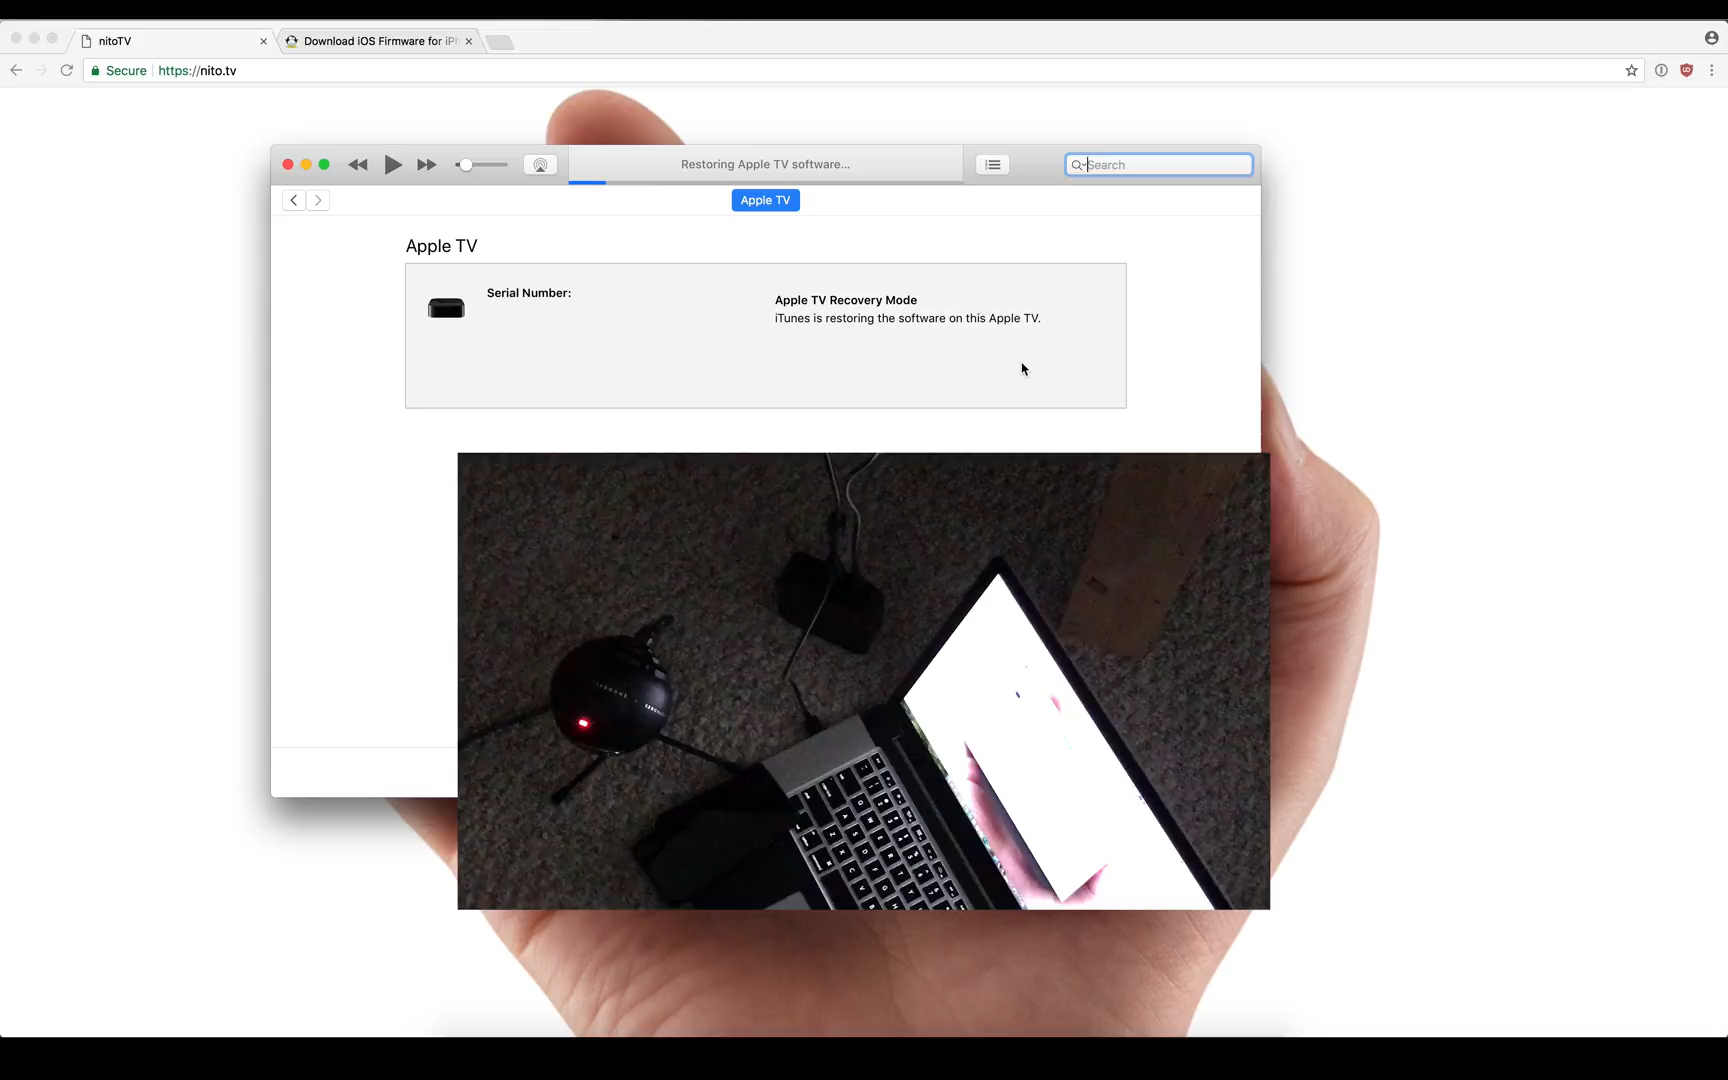 nitoTV
Download iOS Firmware for iPh
Secure
https://nito.tv
Restoring Apple TV software...
Search
Apple TV
Apple TV
Serial Number:
Apple TV Recovery Mode
iTunes is restoring the software on this Apple TV.